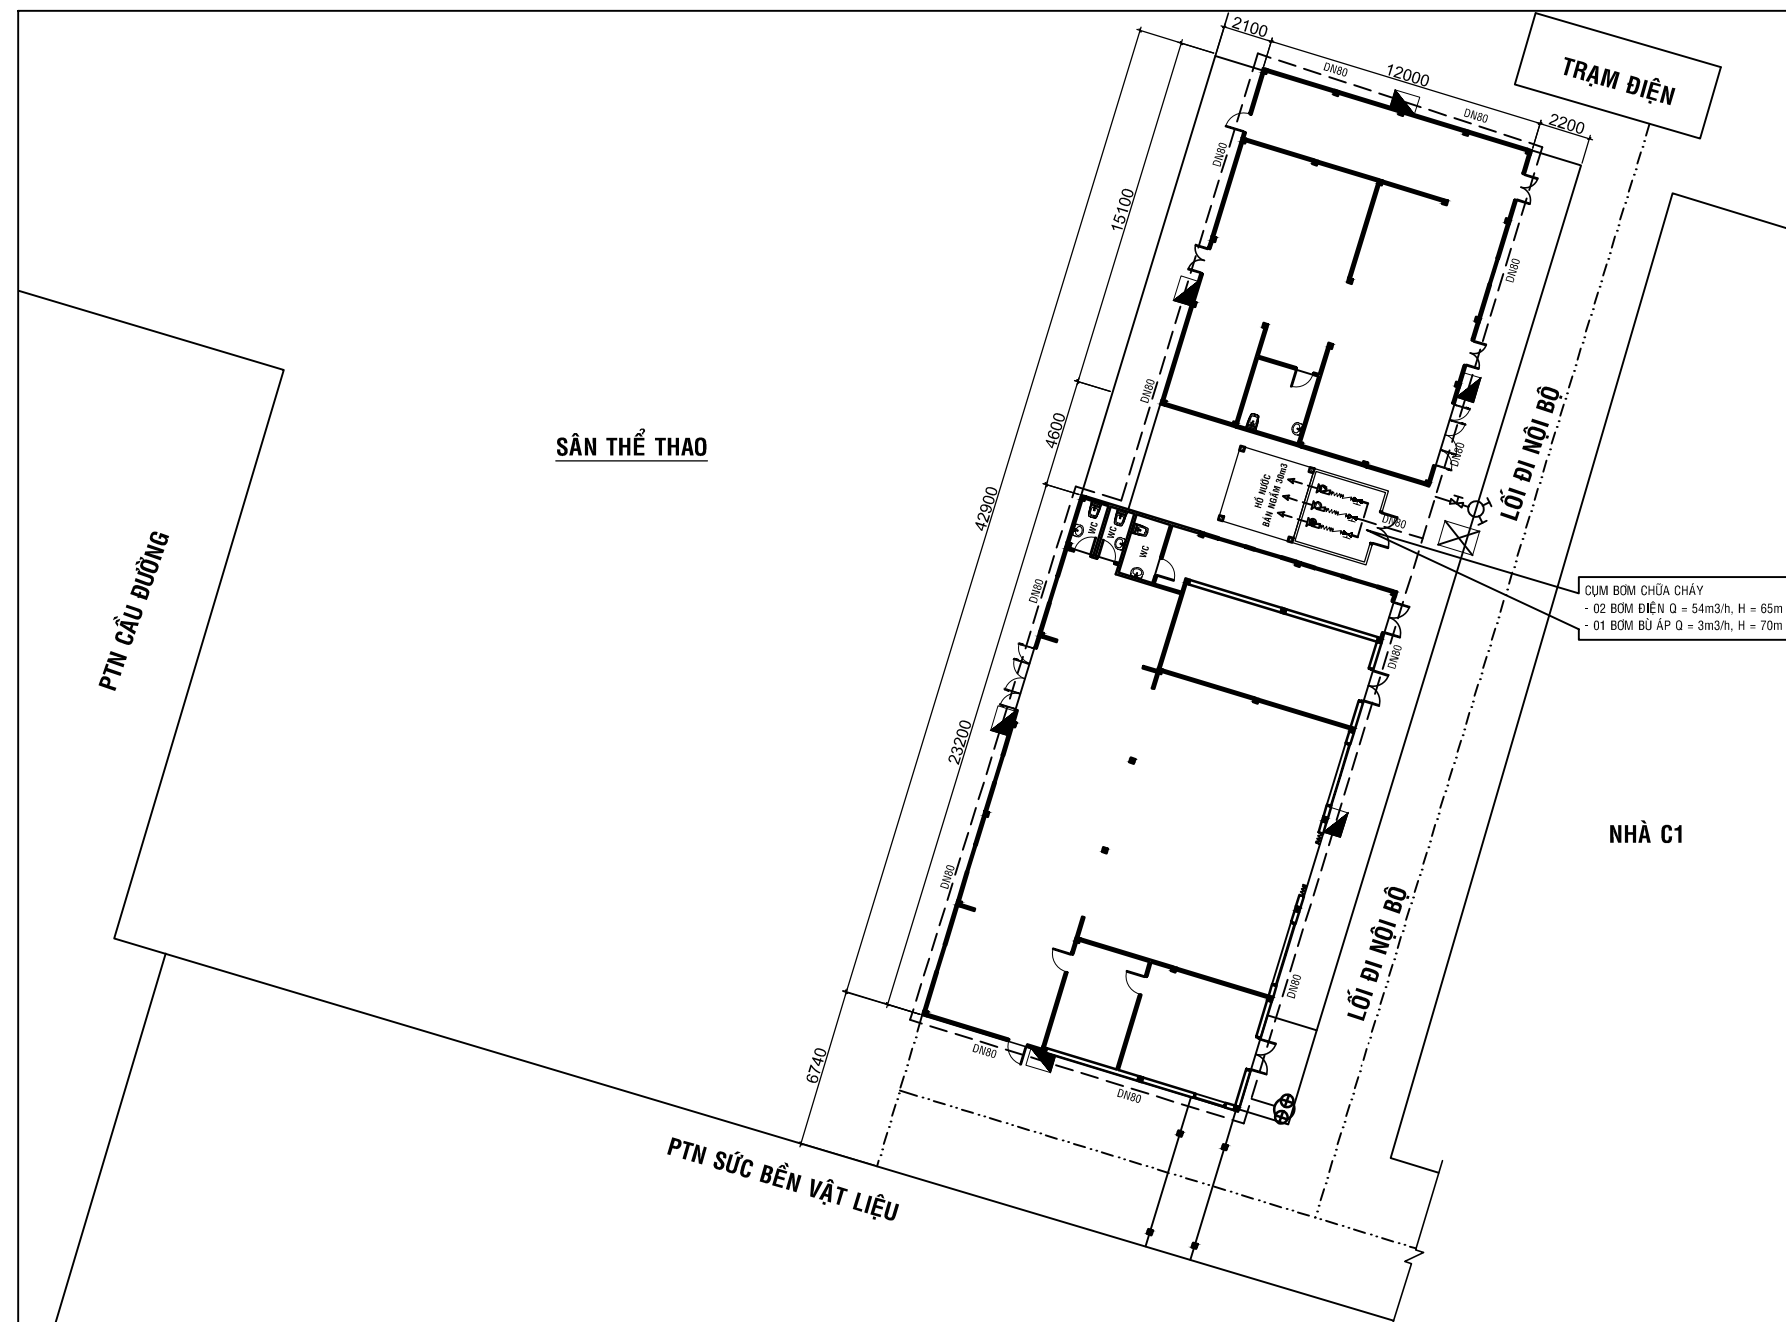 2100
12000
2200
DN80
DN80
TRẠM ĐIỆN
DN80
15100
DN80
DN80
4600
LỐI ĐI NỘI BỘ
SÂN THỂ THAO
DN80
HỒ NƯỚC
BÁN NGẦM 30m3
42900
DN80
WC
WC
WC
DN80
CỤM BƠM CHỮA CHÁY
- 02 BƠM ĐIỆN Q = 54m3/h, H = 65m
- 01 BƠM BÙ ÁP Q = 3m3/h, H = 70m
PTN CẦU ĐƯỜNG
DN80
23200
NHÀ C1
DN80
LỐI ĐI NỘI BỘ
DN80
DN80
6740
DN80
PTN SỨC BỀN VẬT LIỆU